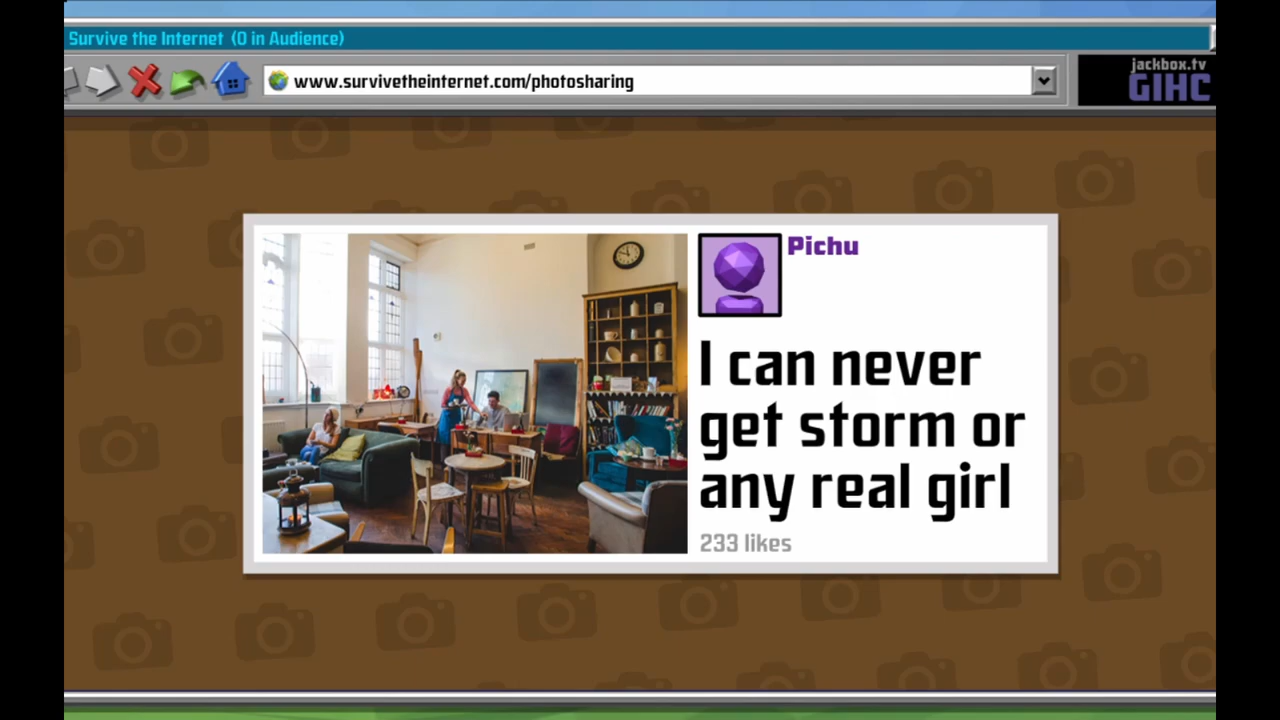 Survive the Internet (0 in Audience)
www.survivetheinternet.com/photosharing
jackbox.tv
GIHC
Pichu
I can never
get storm or
any real girl
233 likes